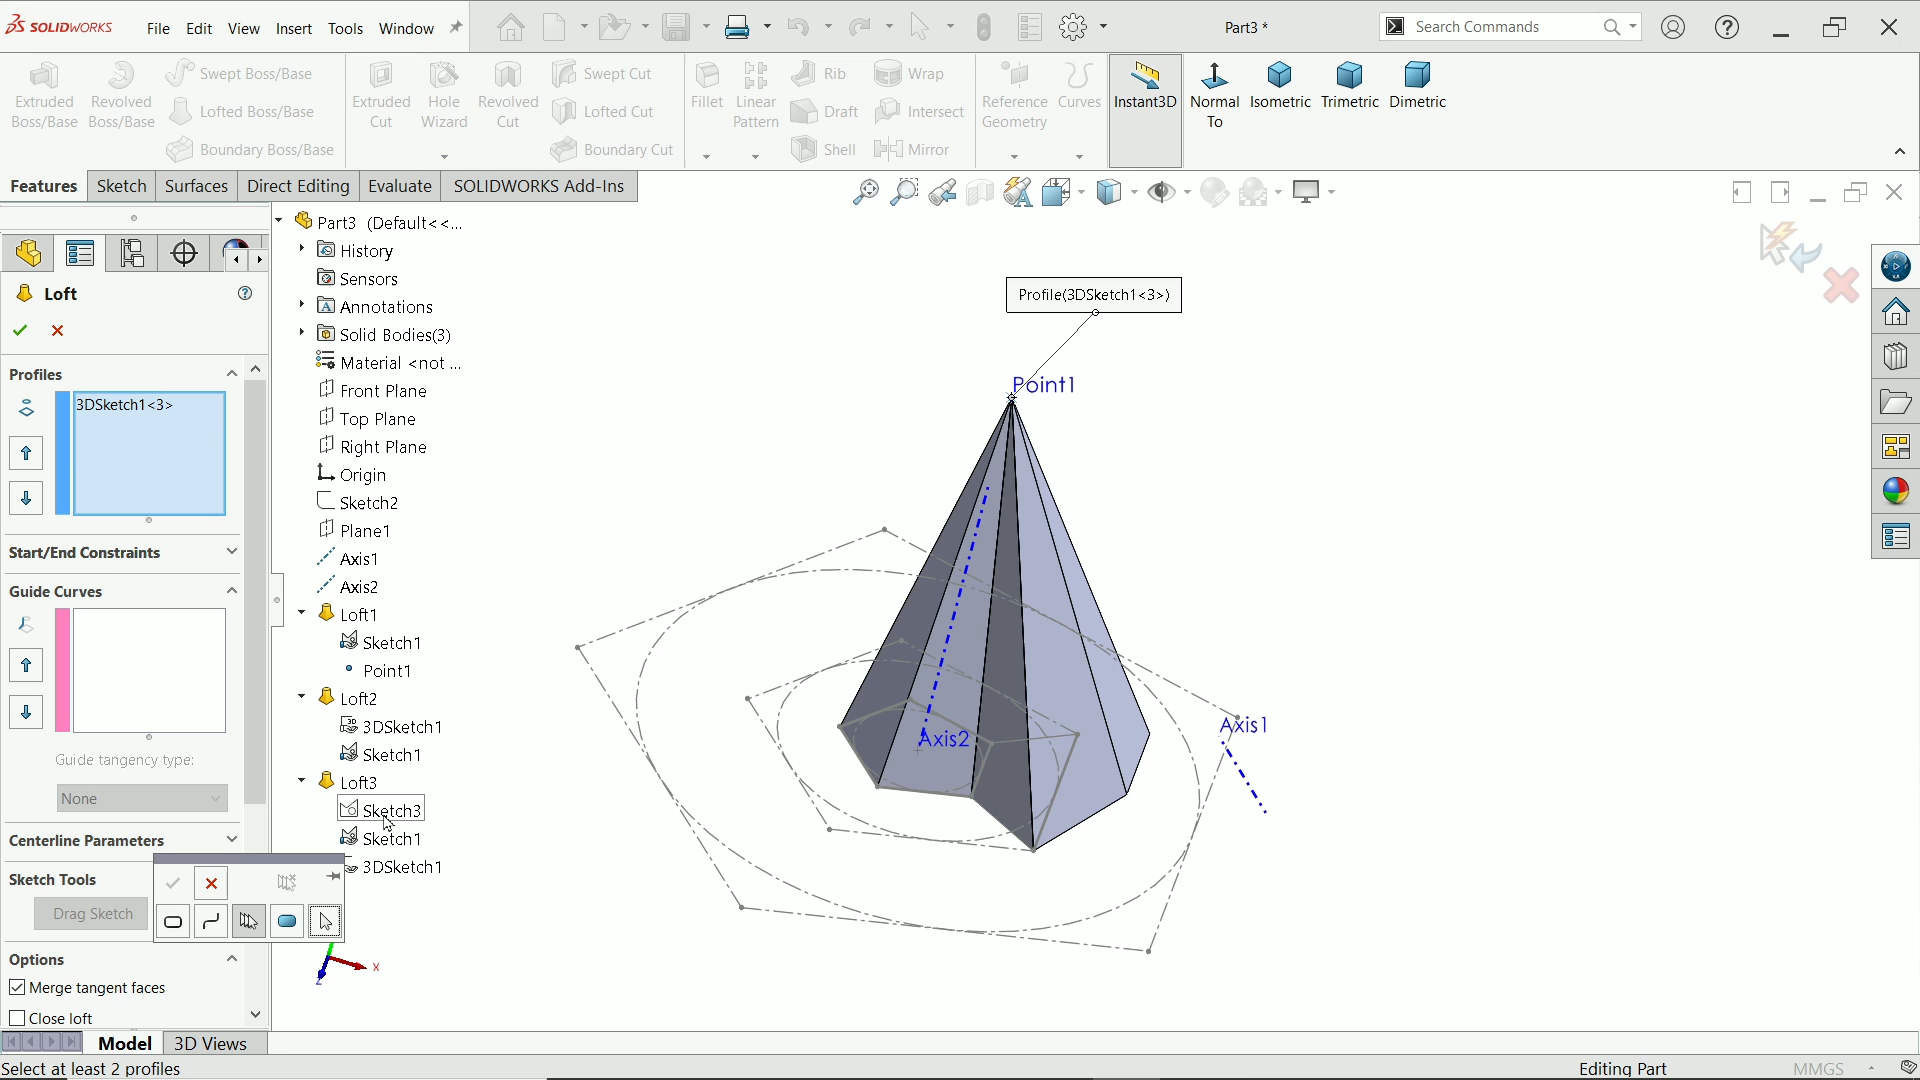 SOLIDWORKS
File Edit View Insert Tools Window
Part3 *
Search Commands
Extruded Boss/Base
Revolved Boss/Base
Swept Boss/Base
Lofted Boss/Base
Boundary Boss/Base
Extruded Cut
Hole Wizard
Revolved Cut
Swept Cut
Lofted Cut
Boundary Cut
Fillet
Linear Pattern
Rib
Draft
Shell
Wrap
Intersect
Mirror
Reference Geometry
Curves
Instant3D
Normal To
Isometric
Trimetric
Dimetric
Features Sketch Surfaces Direct Editing Evaluate SOLIDWORKS Add-Ins
Loft
Profiles
3DSketch1<3>
Start/End Constraints
Guide Curves
Guide tangency type:
None
Centerline Parameters
Sketch Tools
Drag Sketch
Options
Merge tangent faces
Close loft
Part3 (Default<<...
History
Sensors
Annotations
Solid Bodies(3)
Material <not ...
Front Plane
Top Plane
Right Plane
Origin
Sketch2
Plane1
Axis1
Axis2
Loft1
Sketch1
Point1
Loft2
3DSketch1
Sketch1
Loft3
Sketch3
Sketch1
3DSketch1
Profile(3DSketch1<3>)
Point1
Axis2
Axis1
x
z
Model 3D Views
Select at least 2 profiles
Editing Part
MMGS